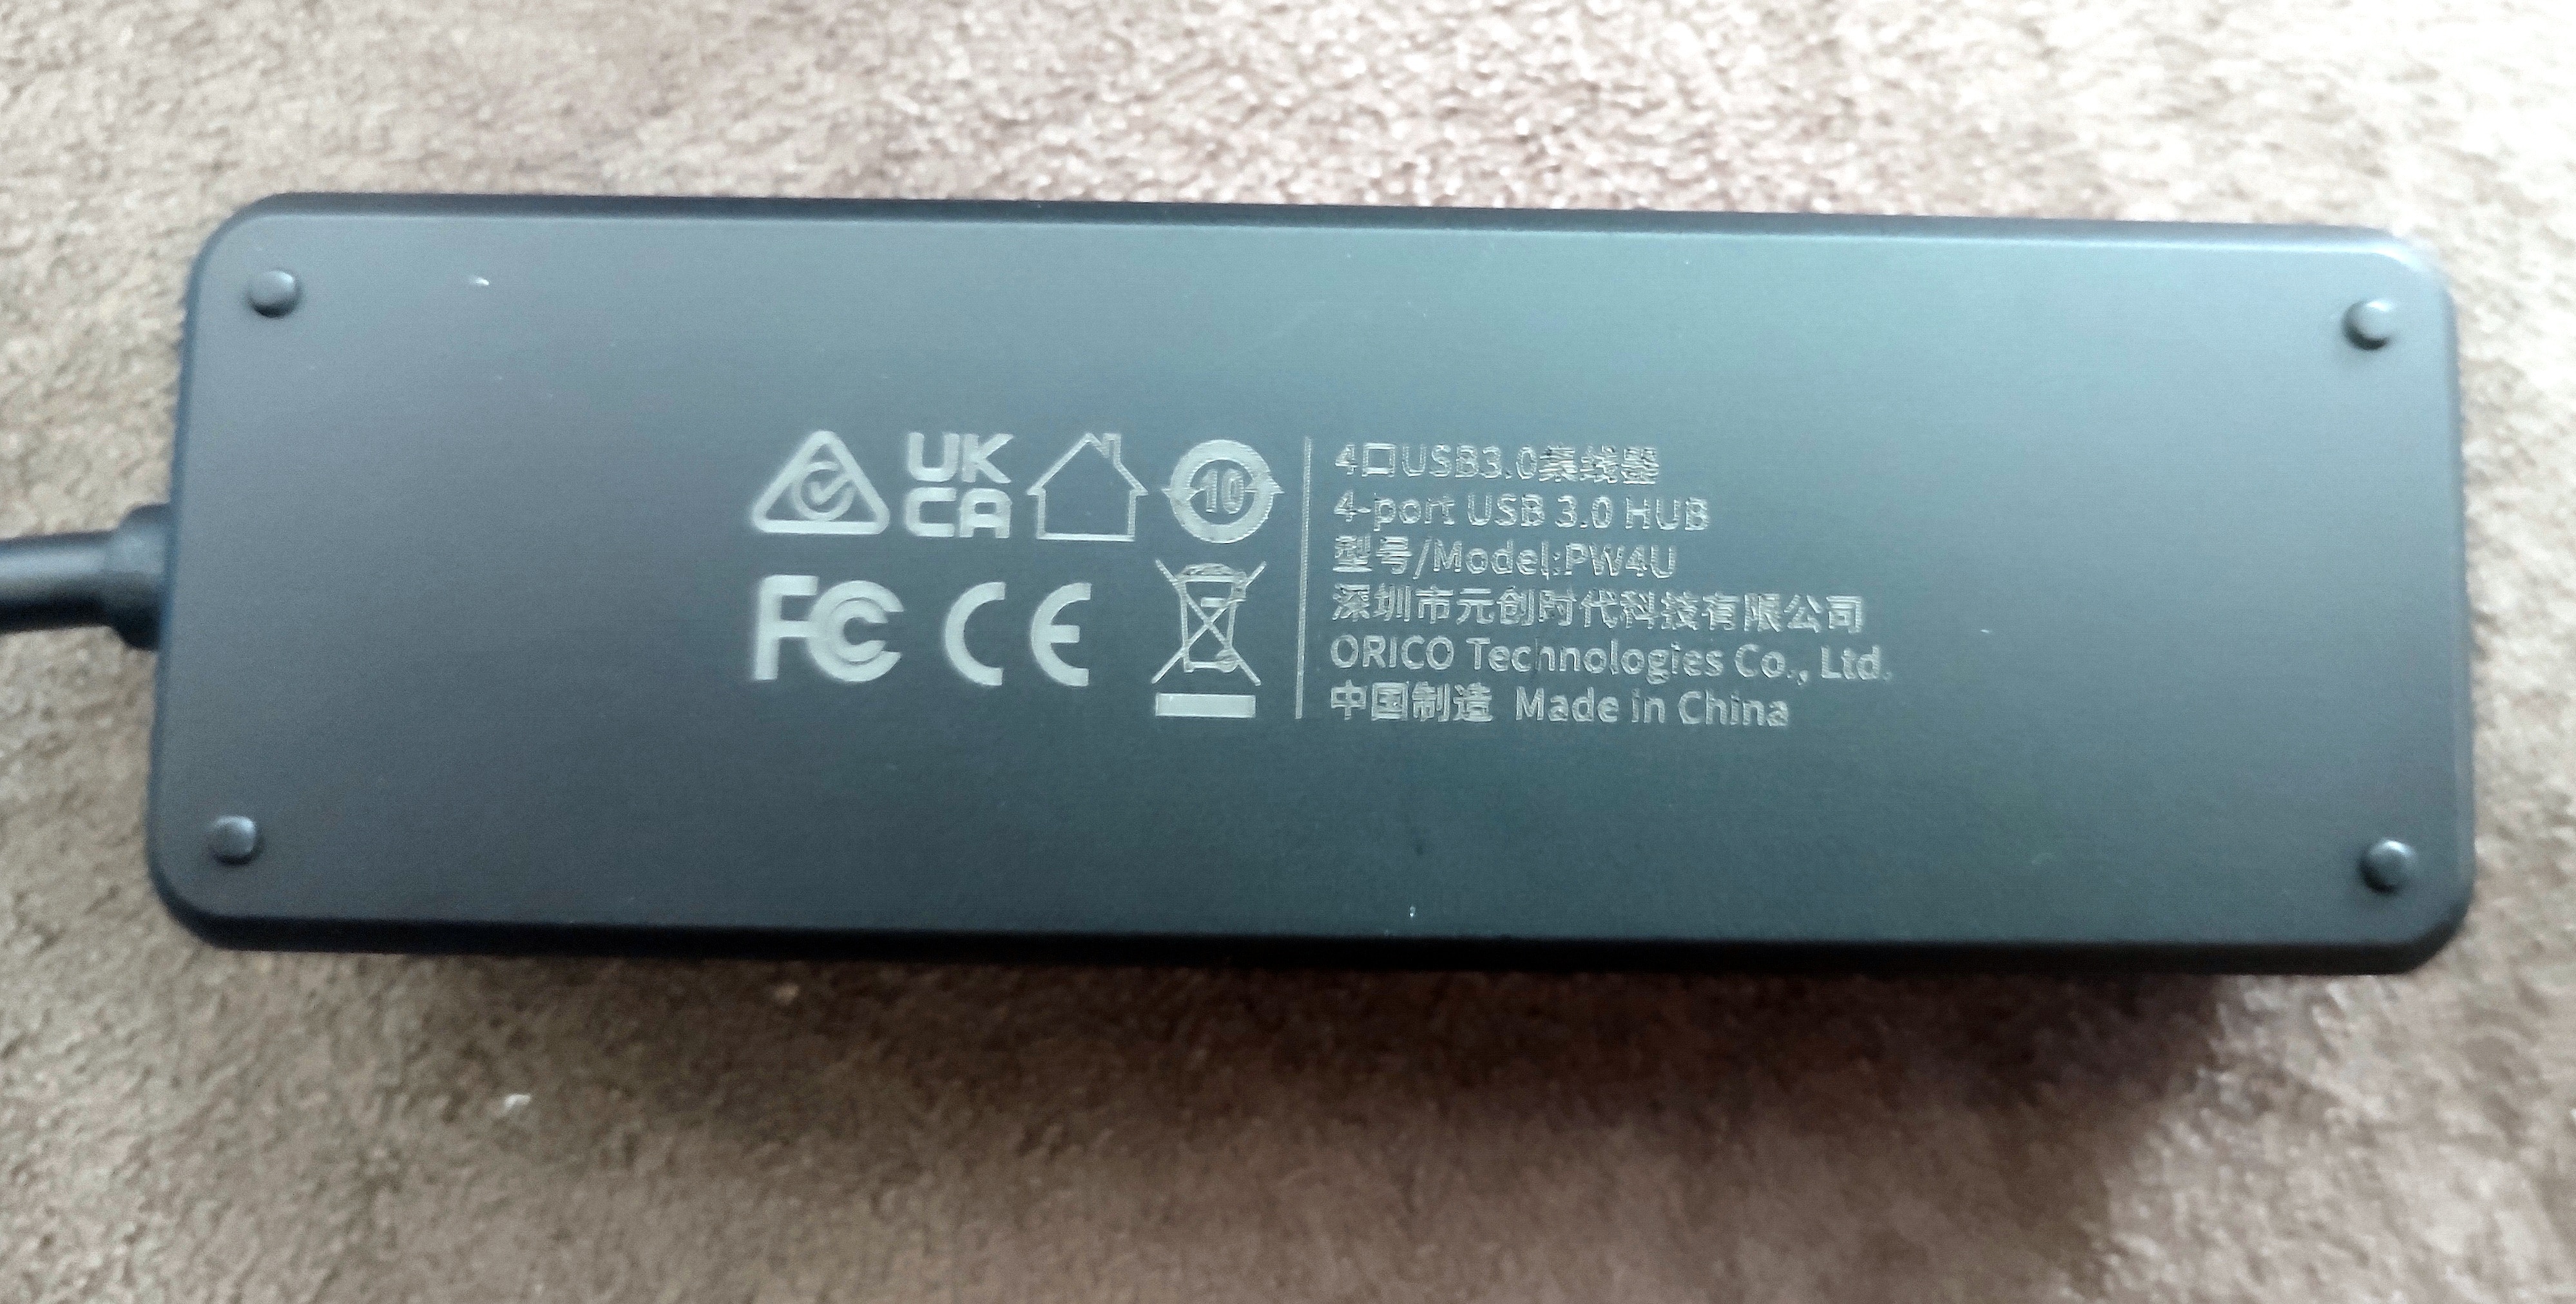 UK
CA
10
FC CE
4口USB3.0集线器
4-port USB 3.0 HUB
型号/Model:PW4U
深圳市元创时代科技有限公司
ORICO Technologies Co., Ltd.
中国制造 Made in China